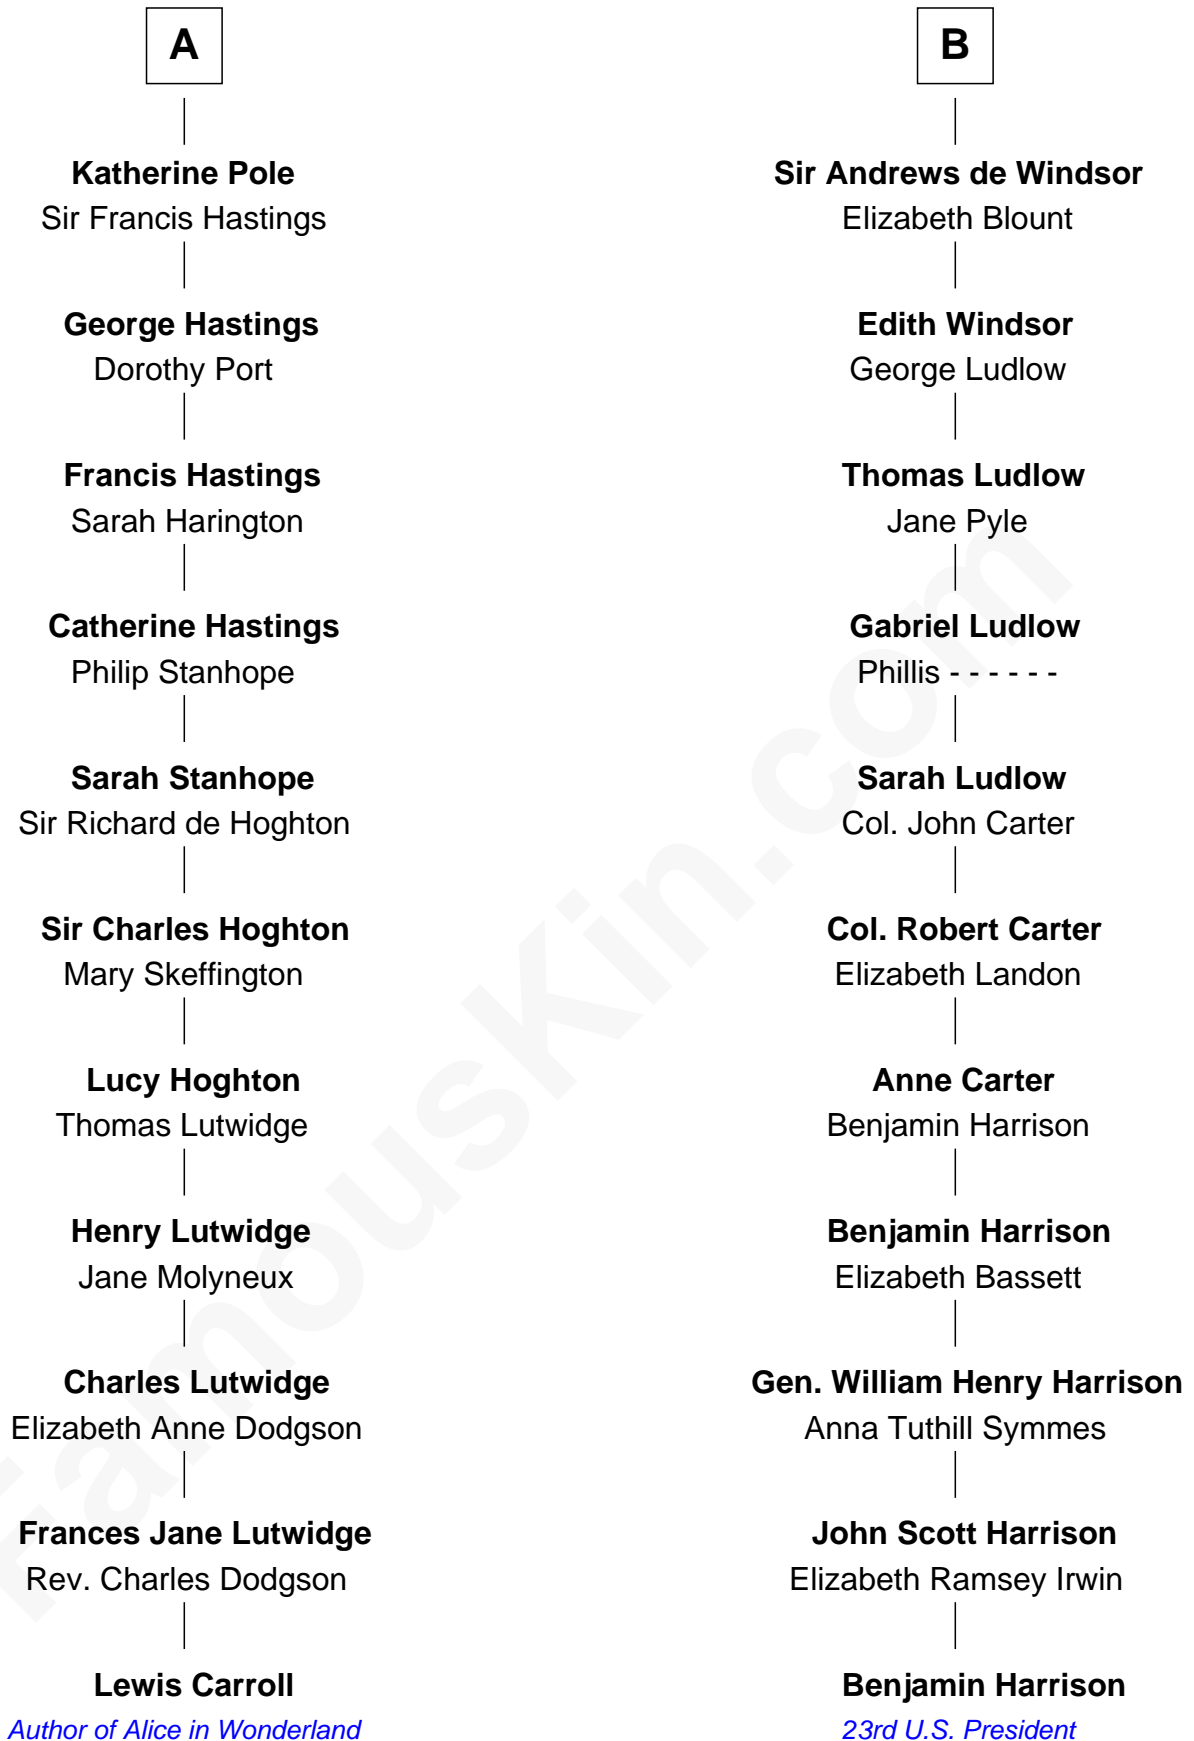 A
Katherine Pole
Sir Francis Hastings
George Hastings
Dorothy Port
Francis Hastings
Sarah Harington
Catherine Hastings
Philip Stanhope
Sarah Stanhope
Sir Richard de Hoghton
Sir Charles Hoghton
Mary Skeffington
Lucy Hoghton
Thomas Lutwidge
Henry Lutwidge
Jane Molyneux
Charles Lutwidge
Elizabeth Anne Dodgson
Frances Jane Lutwidge
Rev. Charles Dodgson
Lewis Carroll
Author of Alice in Wonderland
B
Sir Andrews de Windsor
Elizabeth Blount
Edith Windsor
George Ludlow
Thomas Ludlow
Jane Pyle
Gabriel Ludlow
Phillis - - - - - -
Sarah Ludlow
Col. John Carter
Col. Robert Carter
Elizabeth Landon
Anne Carter
Benjamin Harrison
Benjamin Harrison
Elizabeth Bassett
Gen. William Henry Harrison
Anna Tuthill Symmes
John Scott Harrison
Elizabeth Ramsey Irwin
Benjamin Harrison
23rd U.S. President
FamousKin.com